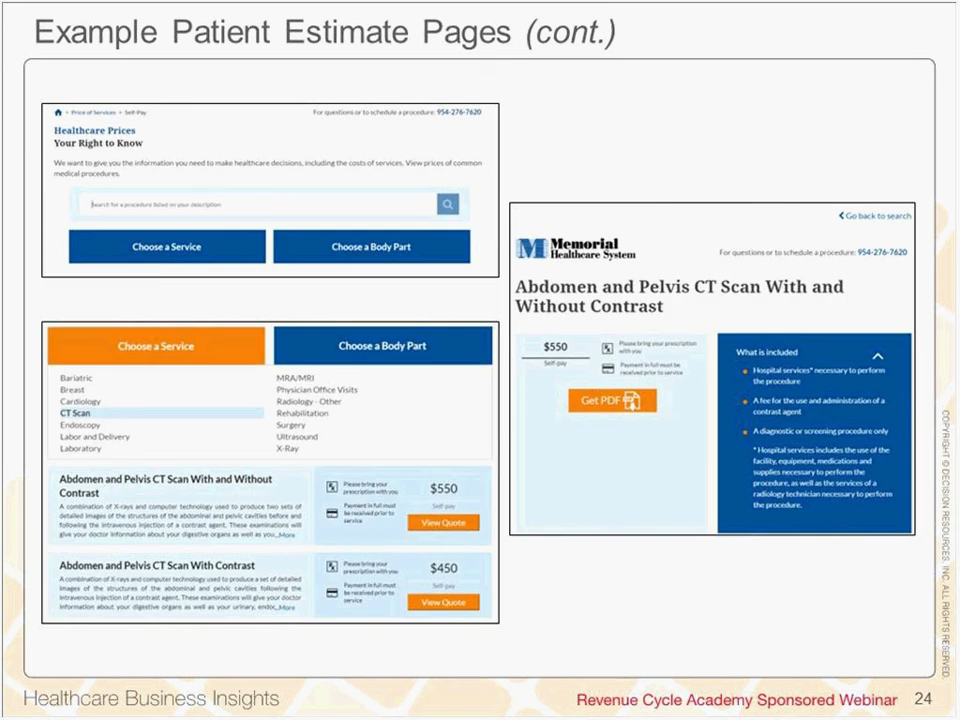 Example Patient Estimate Pages (cont.)
> Price of Services > Self-Pay
For questions or to schedule a procedure: 954-276-7620
Healthcare Prices
Your Right to Know
We want to give you the information you need to make healthcare decisions, including the costs of services. View prices of common
medical procedures.
Search for a procedure listed on your description
Choose a Service
Choose a Body Part
Choose a Service
Choose a Body Part
Bariatric
Breast
Cardiology
CT Scan
Endoscopy
Labor and Delivery
Laboratory
MRA/MRI
Physician Office Visits
Radiology - Other
Rehabilitation
Surgery
Ultrasound
X-Ray
Abdomen and Pelvis CT Scan With and Without
Contrast
A combination of X-rays and computer technology used to produce two sets of
detailed images of the structures of the abdominal and pelvic cavities before and
following the intravenous injection of a contrast agent. These examinations will
give your doctor information about your digestive organs as well as you...More
Please bring your
prescription with you
Payment in full must
be received prior to
service
$550
Self-pay
View Quote
Abdomen and Pelvis CT Scan With Contrast
A combination of X-rays and computer technology used to produce a set of detailed
images of the structures of the abdominal and pelvic cavities following the
intravenous injection of a contrast agent. These examinations will give your doctor
information about your digestive organs as well as your urinary, endoc...More
Please bring your
prescription with you
Payment in full must
be received prior to
service
$450
Self-pay
View Quote
Go back to search
M Memorial
Healthcare System
For questions or to schedule a procedure: 954-276-7620
Abdomen and Pelvis CT Scan With and
Without Contrast
$550
Self-pay
Please bring your prescription
with you
Payment in full must be
received prior to service
Get PDF
What is included
Hospital services* necessary to perform
the procedure
A fee for the use and administration of a
contrast agent
A diagnostic or screening procedure only
* Hospital services includes the use of the
facility, equipment, medications and
supplies necessary to perform the
procedure, as well as the services of a
radiology technician necessary to perform
the procedure.
COPYRIGHT © DECISION RESOURCES, INC. ALL RIGHTS RESERVED.
Healthcare Business Insights
Revenue Cycle Academy Sponsored Webinar 24